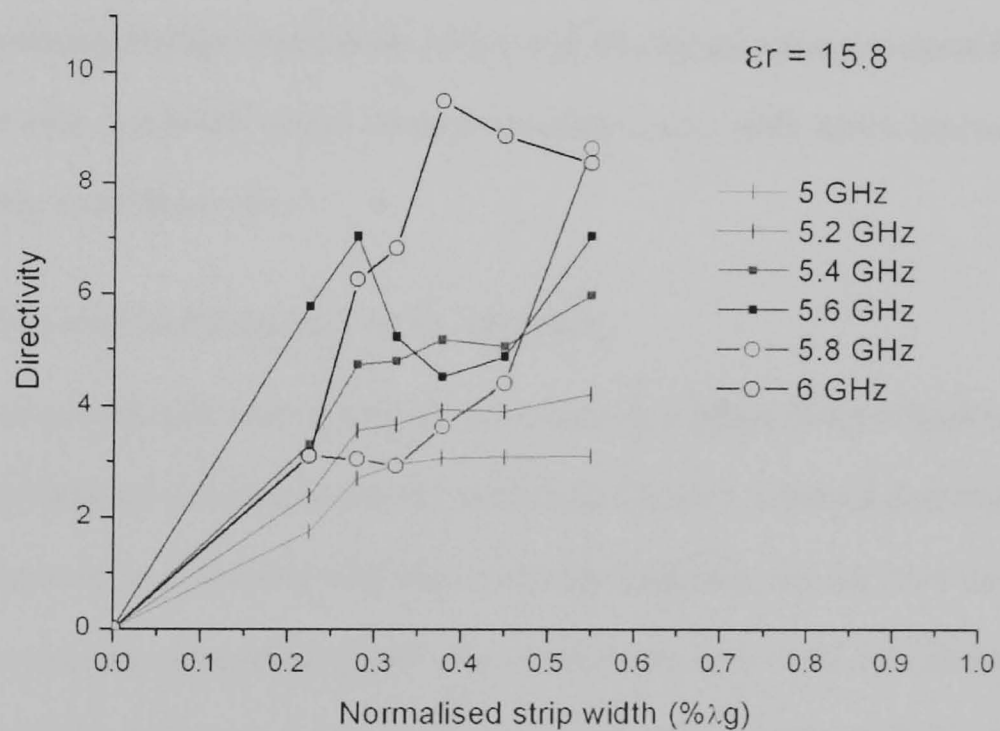 εr = 15.8
10
8
6
4
2
0
Directivity
5 GHz
5.2 GHz
5.4 GHz
5.6 GHz
5.8 GHz
6 GHz
0.0 0.1 0.2 0.3 0.4 0.5 0.6 0.7 0.8 0.9 1.0
Normalised strip width (%λg)